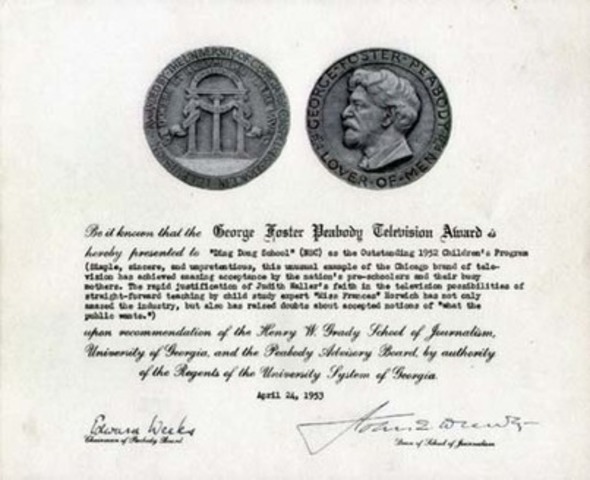 GEORGE·FOSTER·PEABODY
LOVER·OF·MEN
Be it known that the George Foster Peabody Television Award is
hereby presented to "Ding Dong School" (NBC) as the Outstanding 1952 Children's Program
(Simple, sincere, and unpretentious, this unusual example of the Chicago brand of tele-
vision has achieved amazing acceptance by the nation's pre-schoolers and their busy
mothers. The rapid justification of Judith Waller's faith in the television possibilities of
straight-forward teaching by child study expert "Miss Frances" Horwich has not only
amazed the industry, but also has raised doubts about accepted notions of "what the
public wants.")
upon recommendation of the Henry W. Grady School of Journalism,
University of Georgia, and the Peabody Advisory Board, by authority
of the Regents of the University System of Georgia.
April 24, 1953
Edward Weeks
Chairman of Peabody Board
John E. Drewry
Dean of School of Journalism